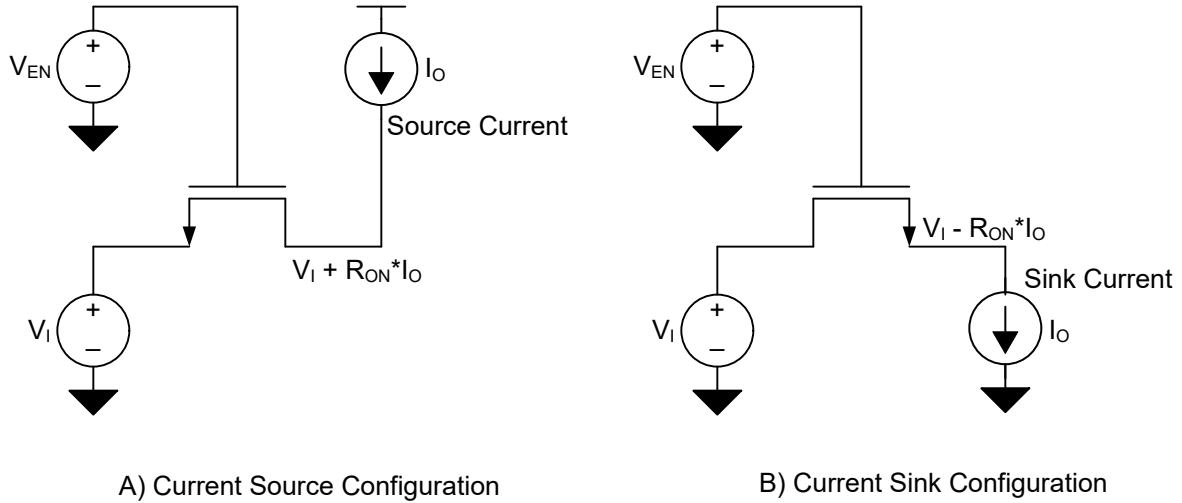 V_EN
+
–
I_O
Source Current
V_I + R_ON*I_O
V_I
+
–
A) Current Source Configuration
V_EN
+
–
V_I - R_ON*I_O
Sink Current
V_I
+
–
I_O
B) Current Sink Configuration